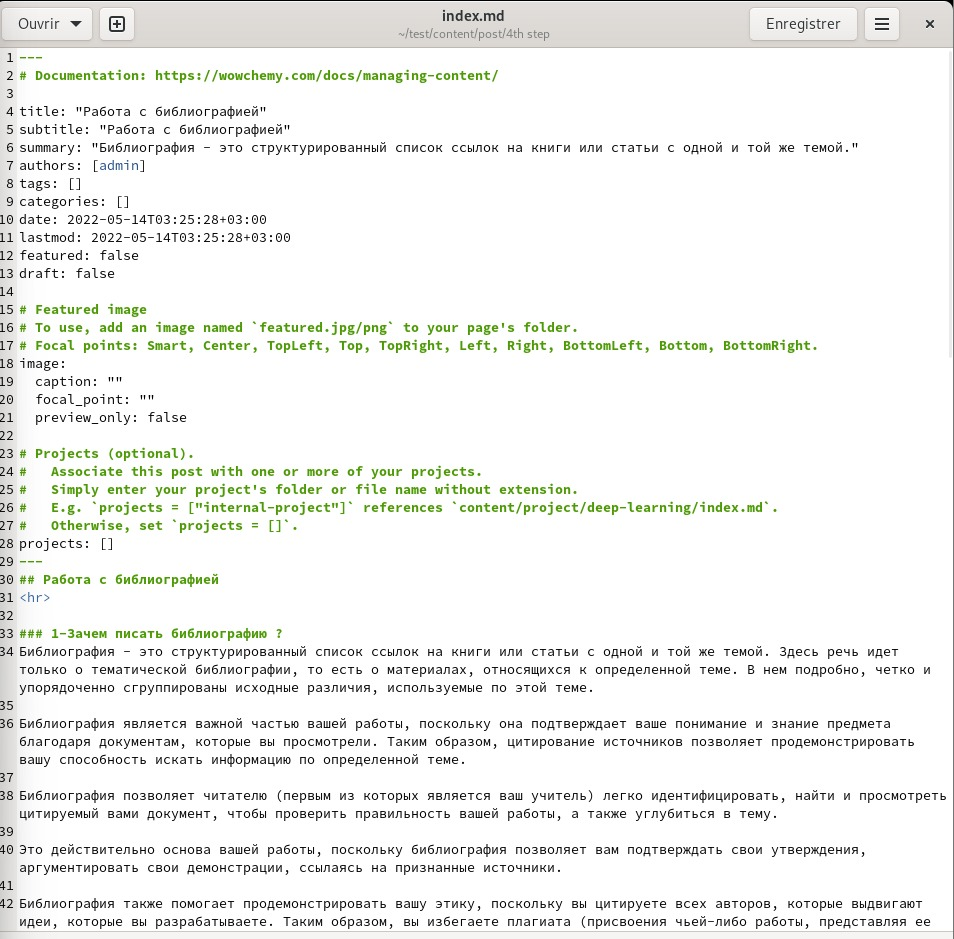 Ouvrir
index.md
~/test/content/post/4th step
Enregistrer
1 ---
2 # Documentation: https://wowchemy.com/docs/managing-content/
3
4 title: "Работа с библиографией"
5 subtitle: "Работа с библиографией"
6 summary: "Библиография - это структурированный список ссылок на книги или статьи с одной и той же темой."
7 authors: [admin]
8 tags: []
9 categories: []
10 date: 2022-05-14T03:25:28+03:00
11 lastmod: 2022-05-14T03:25:28+03:00
12 featured: false
13 draft: false
14
15 # Featured image
16 # To use, add an image named `featured.jpg/png` to your page's folder.
17 # Focal points: Smart, Center, TopLeft, Top, TopRight, Left, Right, BottomLeft, Bottom, BottomRight.
18 image:
19   caption: ""
20   focal_point: ""
21   preview_only: false
22
23 # Projects (optional).
24 #   Associate this post with one or more of your projects.
25 #   Simply enter your project's folder or file name without extension.
26 #   E.g. `projects = ["internal-project"]` references `content/project/deep-learning/index.md`.
27 #   Otherwise, set `projects = []`.
28 projects: []
29 ---
30 ## Работа с библиографией
31 <hr>
32
33 ### 1-Зачем писать библиографию ?
34 Библиография - это структурированный список ссылок на книги или статьи с одной и той же темой. Здесь речь идет
только о тематической библиографии, то есть о материалах, относящихся к определенной теме. В нем подробно, четко и
упорядоченно сгруппированы исходные различия, используемые по этой теме.
35
36 Библиография является важной частью вашей работы, поскольку она подтверждает ваше понимание и знание предмета
благодаря документам, которые вы просмотрели. Таким образом, цитирование источников позволяет продемонстрировать
вашу способность искать информацию по определенной теме.
37
38 Библиография позволяет читателю (первым из которых является ваш учитель) легко идентифицировать, найти и просмотреть
цитируемый вами документ, чтобы проверить правильность вашей работы, а также углубиться в тему.
39
40 Это действительно основа вашей работы, поскольку библиография позволяет вам подтверждать свои утверждения,
аргументировать свои демонстрации, ссылаясь на признанные источники.
41
42 Библиография также помогает продемонстрировать вашу этику, поскольку вы цитируете всех авторов, которые выдвигают
идеи, которые вы разрабатываете. Таким образом, вы избегаете плагиата (присвоения чьей-либо работы, представляя ее